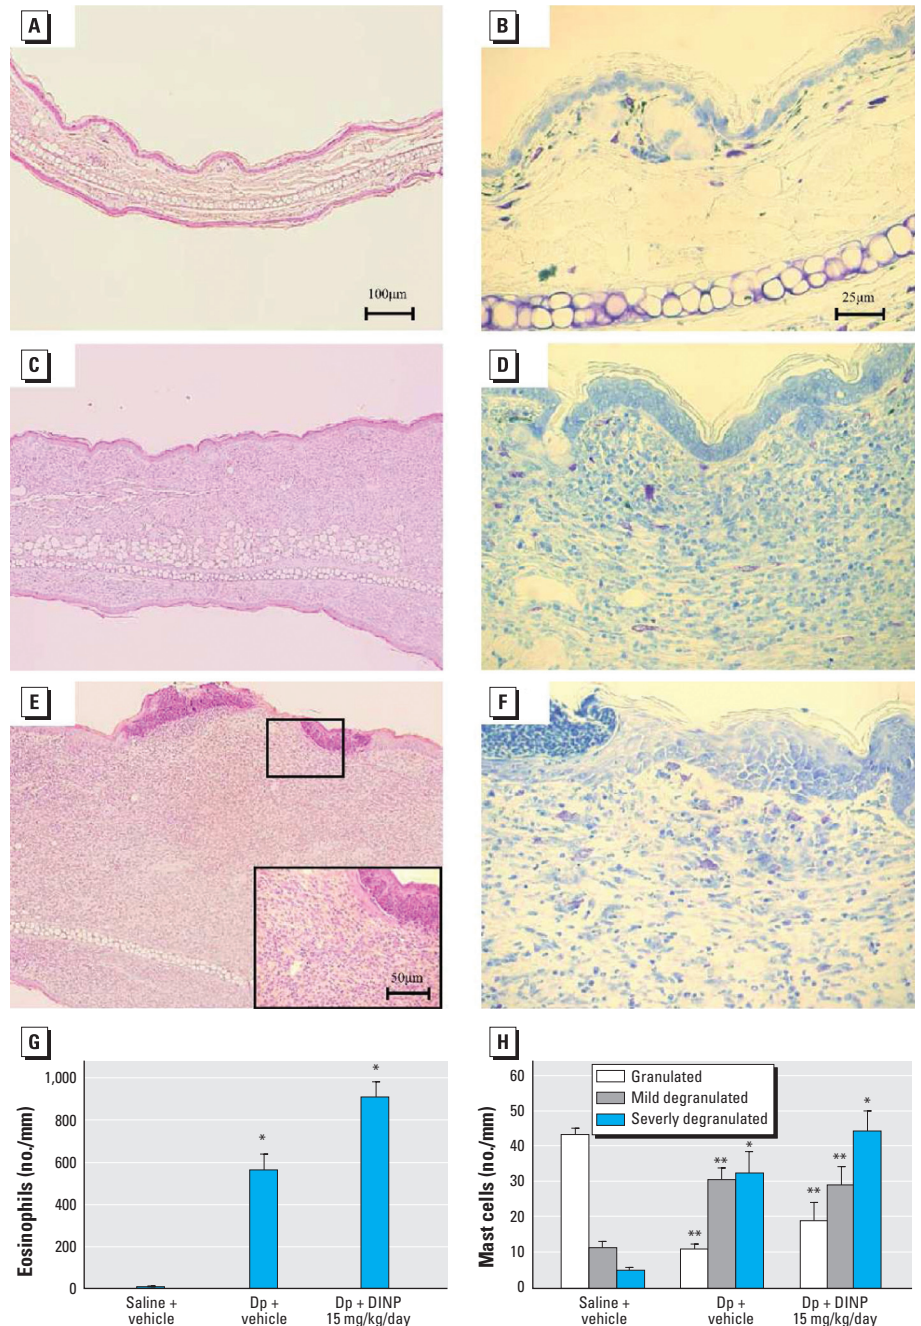 A
B
100μm
25μm
C
D
E
F
50μm
G
H
Eosinophils (no./mm)
1,000
800
600
400
200
0
*
*
Saline + vehicle
Dp + vehicle
Dp + DINP 15 mg/kg/day
Mast cells (no./mm)
60
50
40
30
20
10
0
Granulated
Mild degranulated
Severly degranulated
**
**
*
**
**
*
Saline + vehicle
Dp + vehicle
Dp + DINP 15 mg/kg/day